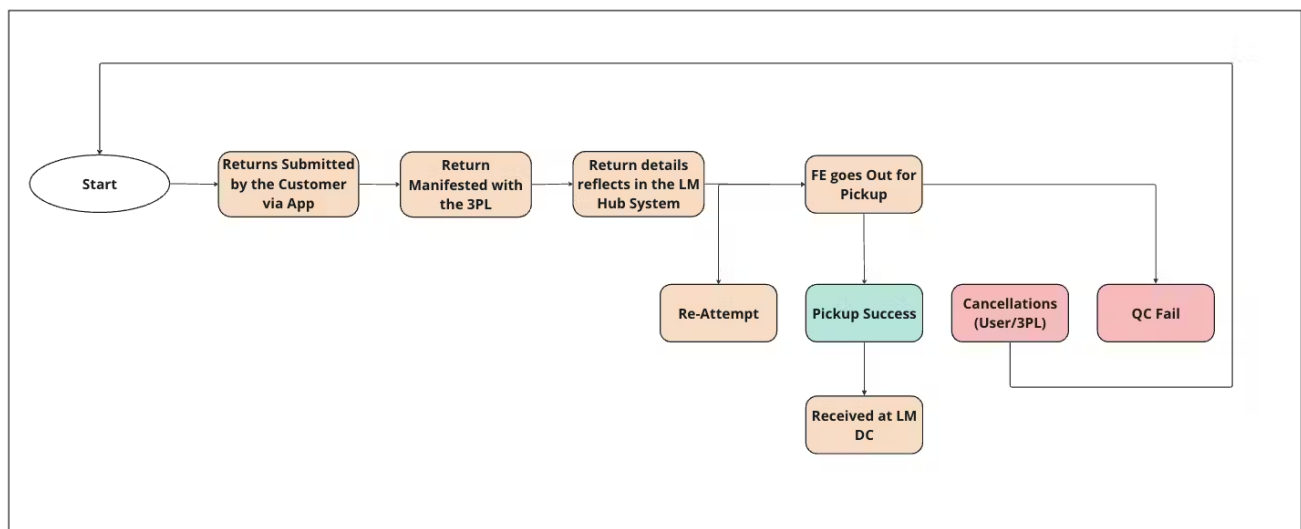 Start
Returns Submitted
by the Customer
via App
Return
Manifested with
the 3PL
Return details
reflects in the LM
Hub System
FE goes Out for
Pickup
Re-Attempt
Pickup Success
Cancellations
(User/3PL)
QC Fail
Received at LM
DC